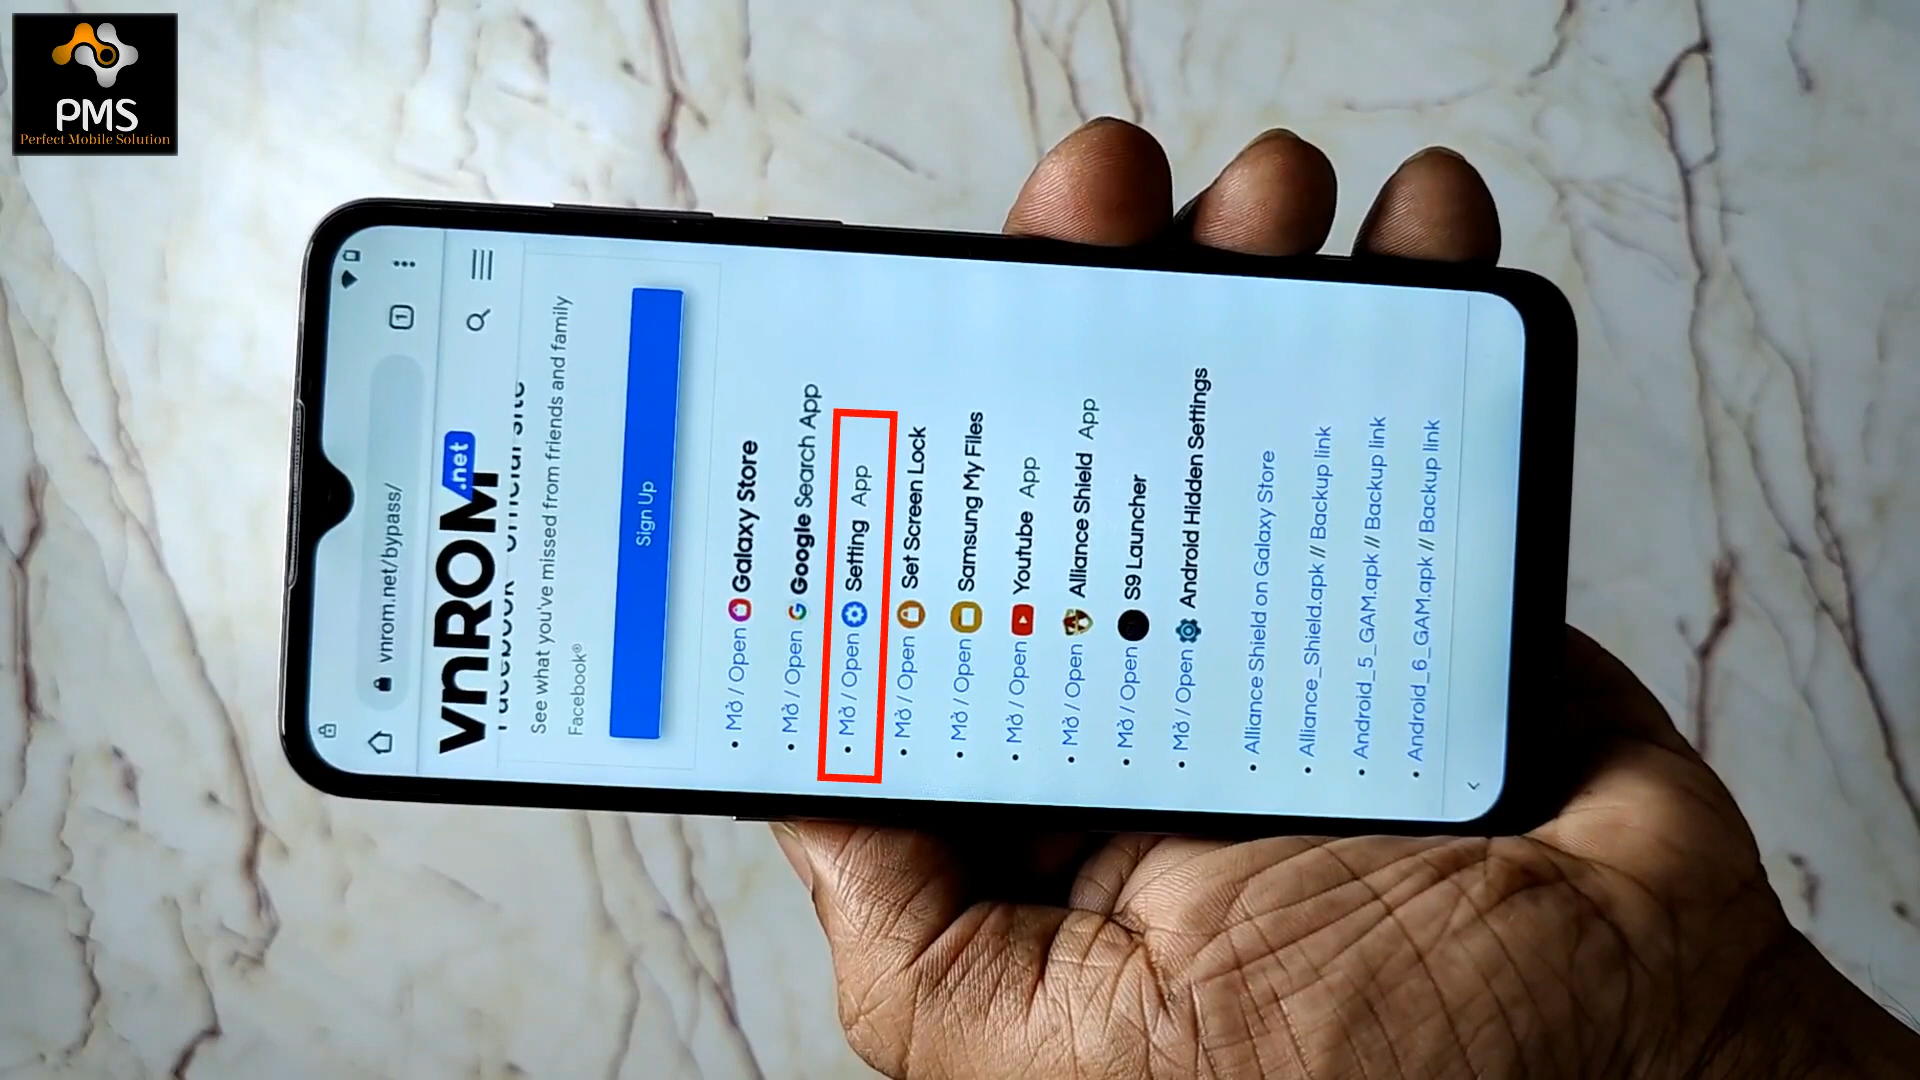 PMS
Perfect Mobile Solution
1
vnrom.net/bypass/
vnROM
.net
Facebook - official site
See what you've missed from friends and family
Facebook®
Sign Up
• Mở / Open Galaxy Store
• Mở / Open Google Search App
• Mở / Open Setting App
• Mở / Open Set Screen Lock
• Mở / Open Samsung My Files
• Mở / Open Youtube App
• Mở / Open Alliance Shield App
• Mở / Open S9 Launcher
• Mở / Open Android Hidden Settings
• Alliance Shield on Galaxy Store
• Alliance_Shield.apk // Backup link
• Android_5_GAM.apk // Backup link
• Android_6_GAM.apk // Backup link